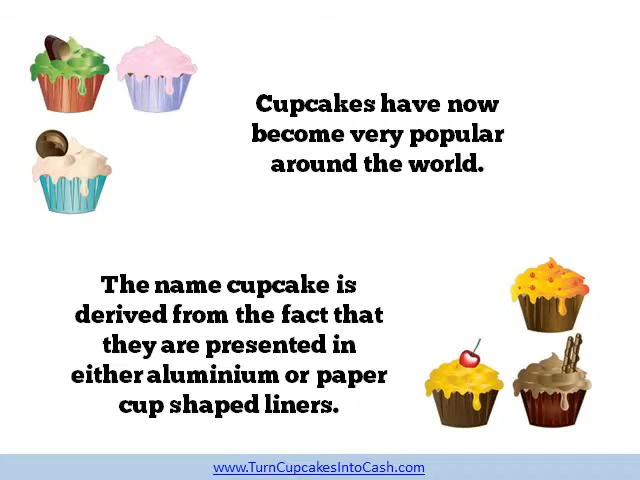 Cupcakes have now
become very popular
around the world.
The name cupcake is
derived from the fact that
they are presented in
either aluminium or paper
cup shaped liners.
www.TurnCupcakesIntoCash.com